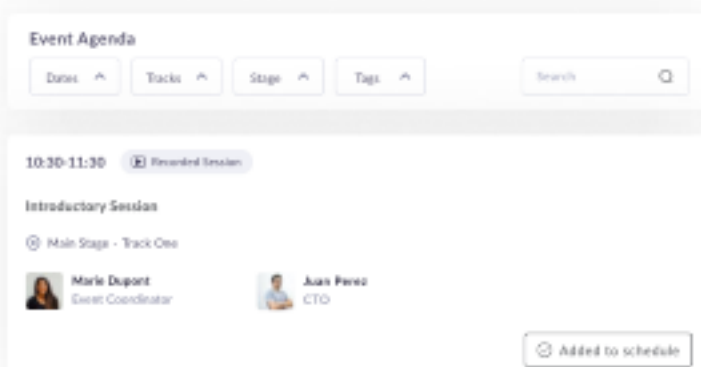 Event Agenda
Dates Tracks Stage Tags Search
10:30-11:30 Recorded Session
Introductory Session
Main Stage - Track One
Marie Dupont Juan Perez
Event Coordinator CTO
Added to schedule